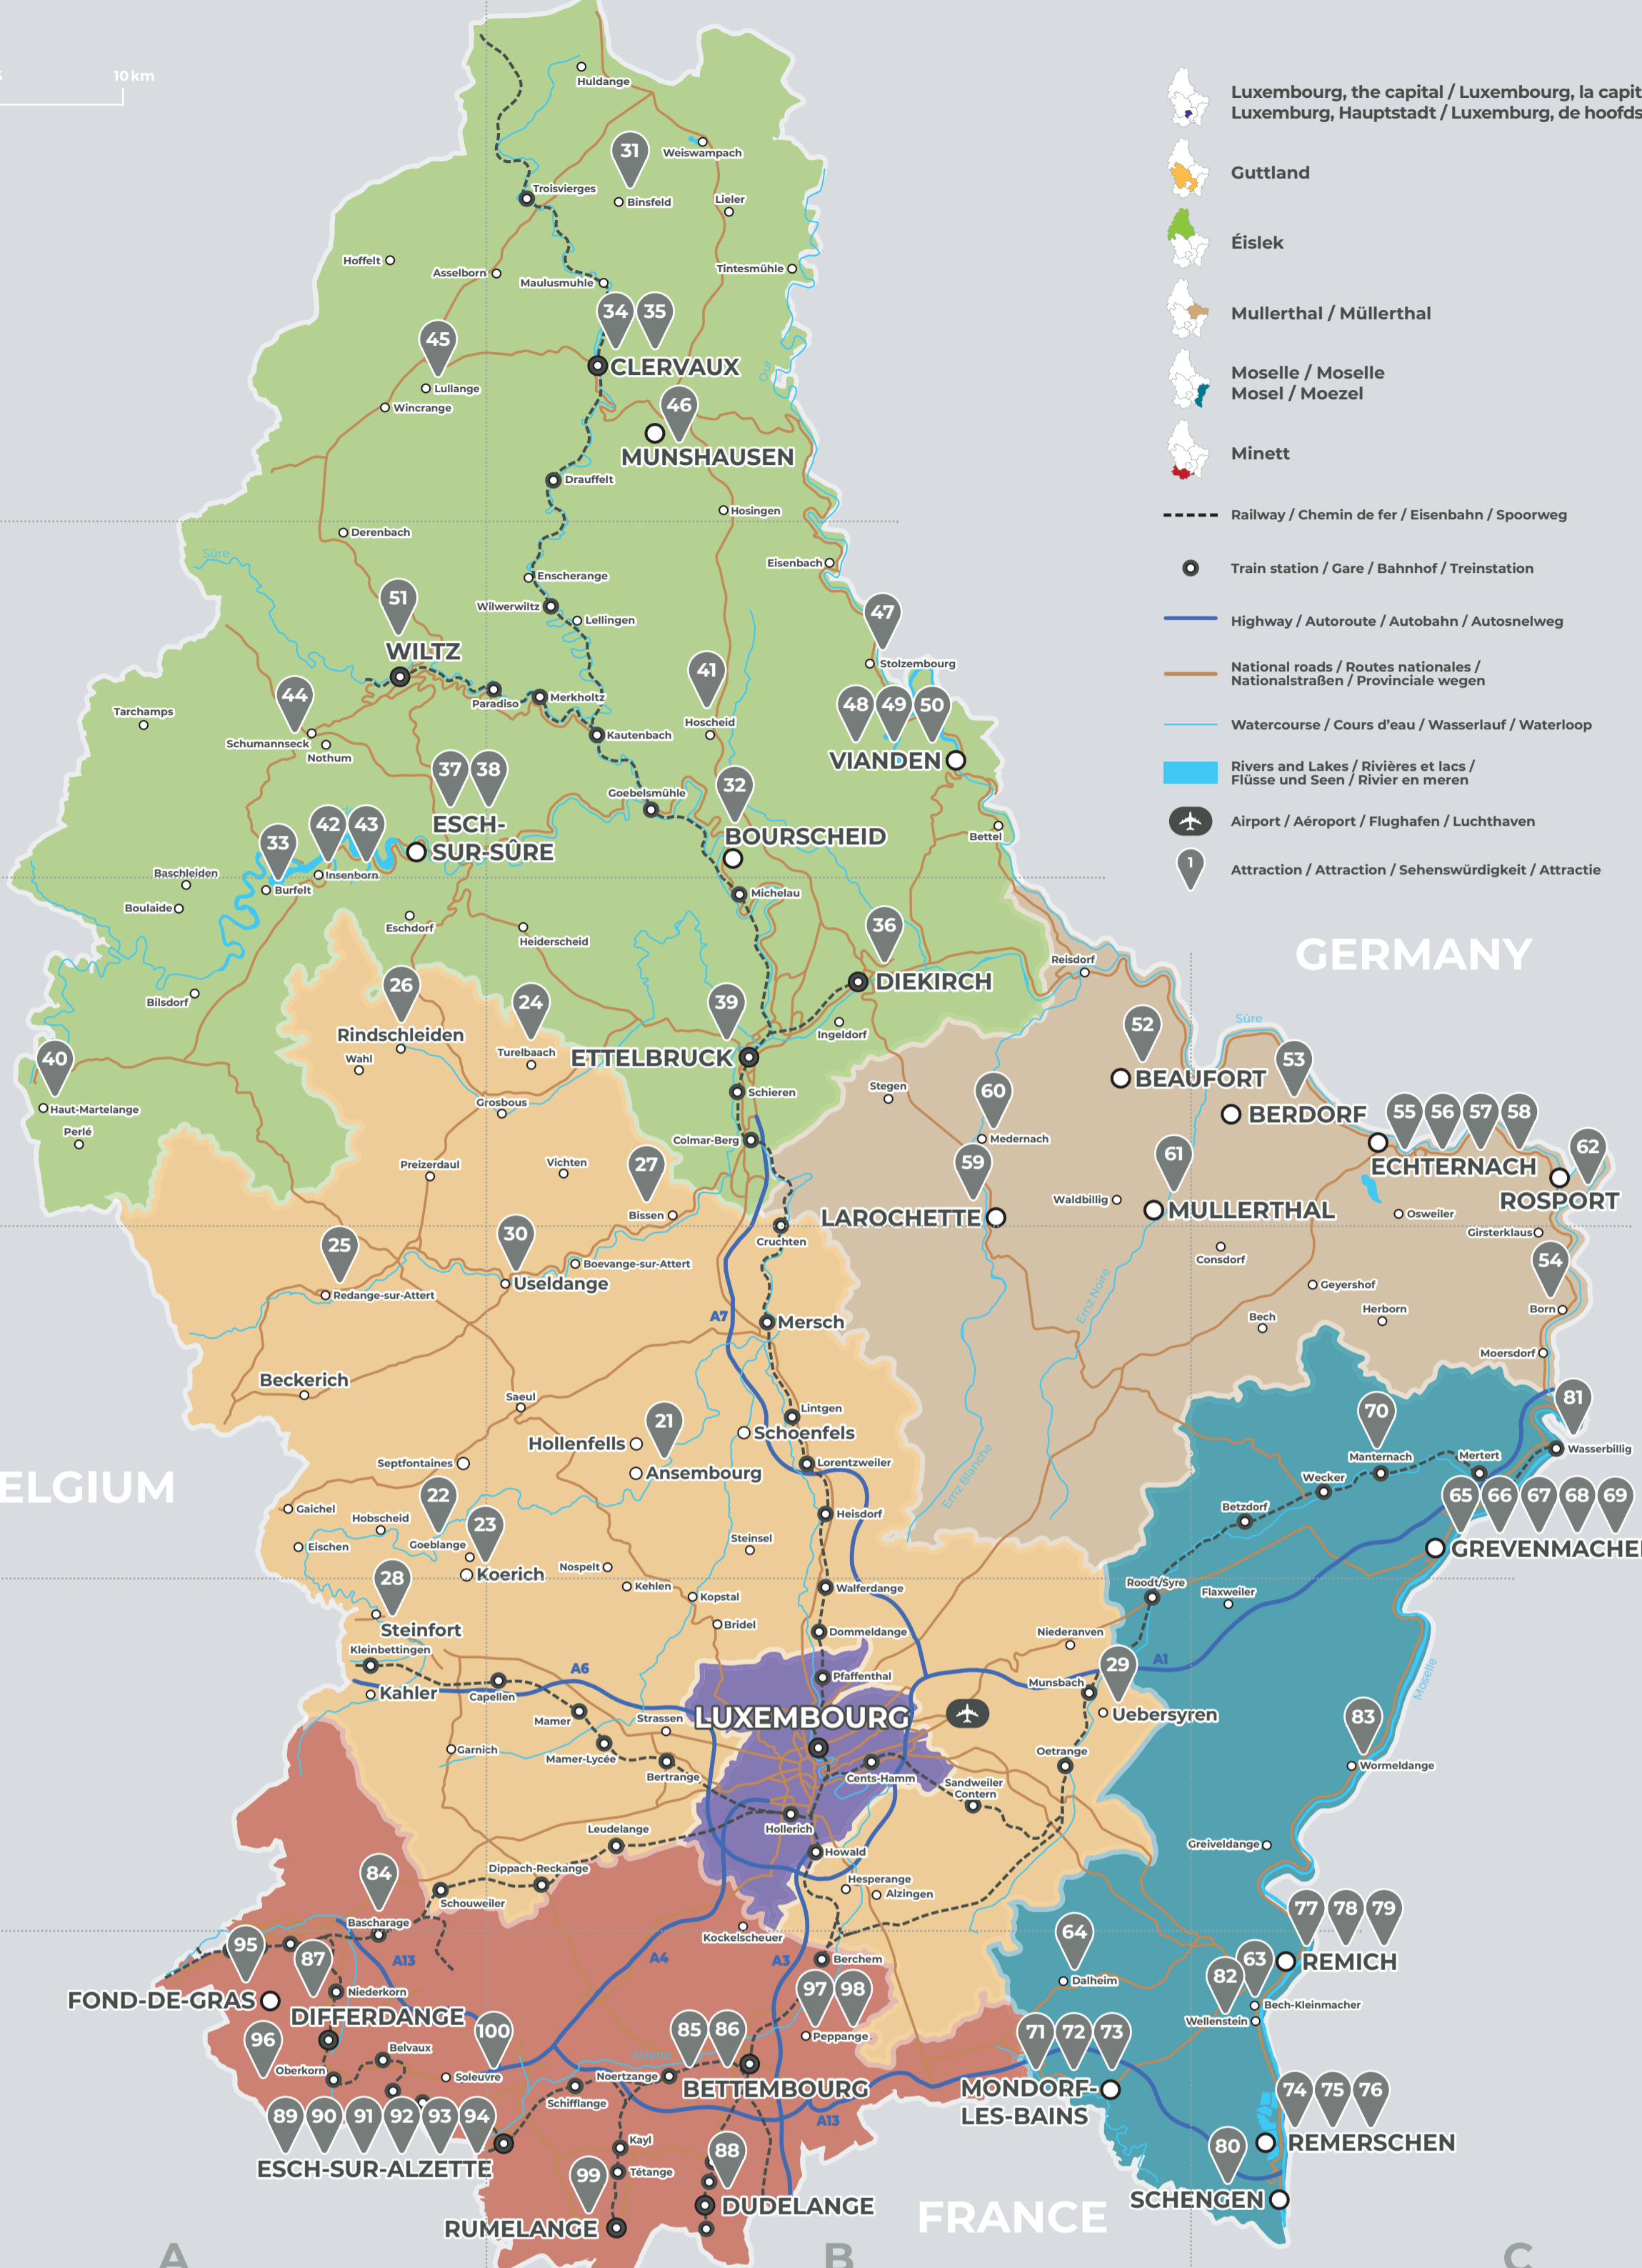 5
10 km
Luxembourg, the capital / Luxembourg, la capit
Luxemburg, Hauptstadt / Luxemburg, de hoofds
Guttland
Éislek
Mullerthal / Müllerthal
Moselle / Moselle
Mosel / Moezel
Minett
Railway / Chemin de fer / Eisenbahn / Spoorweg
Train station / Gare / Bahnhof / Treinstation
Highway / Autoroute / Autobahn / Autosnelweg
National roads / Routes nationales /
Nationalstraßen / Provinciale wegen
Watercourse / Cours d'eau / Wasserlauf / Waterloop
Rivers and Lakes / Rivières et lacs /
Flüsse und Seen / Rivier en meren
Airport / Aéroport / Flughafen / Luchthaven
1
Attraction / Attraction / Sehenswürdigkeit / Attractie
Huldange
31
Weiswampach
Troisvierges
Binsfeld
Lieler
Hoffelt
Asselborn
Maulusmuhle
Tintesmühle
34
35
45
CLERVAUX
Our
Lullange
Wincrange
46
MUNSHAUSEN
Drauffelt
Hosingen
Derenbach
Sûre
Eisenbach
Enscherange
Wilwerwiltz
Lellingen
51
47
WILTZ
Stolzembourg
41
44
Paradiso
Merkholtz
48
49
50
Tarchamps
Hoscheid
Schumannseck
Nothum
Kautenbach
VIANDEN
37
38
32
Goebelsmühle
33
42
43
ESCH-
SUR-SÛRE
BOURSCHEID
Bettel
Baschleiden
Insenborn
Burfelt
Michelau
Boulaide
Eschdorf
Heiderscheid
36
GERMANY
Reisdorf
Bilsdorf
26
24
39
DIEKIRCH
Rindschleiden
Ingeldorf
Sûre
52
40
Wahl
Turelbaach
ETTELBRUCK
53
BEAUFORT
Schieren
Stegen
60
Haut-Martelange
Grosbous
BERDORF
55
56
57
58
Perlé
Colmar-Berg
Medernach
62
27
59
61
ECHTERNACH
Preizerdaul
Vichten
Waldbillig
ROSPORT
Bissen
LAROCHETTE
MULLERTHAL
Osweiler
25
30
Cruchten
Consdorf
Girsterklaus
Boevange-sur-Attert
54
Useldange
Ernz Noire
Geyershof
Redange-sur-Attert
A7
Bech
Herborn
Born
Mersch
Moersdorf
Beckerich
Saeul
81
Lintgen
70
Hollenfells
21
Schoenfels
Manternach
Mertert
Wasserbillig
Septfontaines
Ansembourg
Lorentzweiler
Ernz Blanche
Wecker
ELGIUM
22
65
66
67
68
69
Gaichel
Hobscheid
23
Heisdorf
Betzdorf
Eischen
Goeblange
Steinsel
GREVENMACHE
28
Koerich
Nospelt
Kehlen
Walferdange
Roodt/Syre
Flaxweiler
Kopstal
Steinfort
Bridel
Dommeldange
Niederanven
Kleinbettingen
A6
Pfaffenthal
29
A1
Moselle
Kahler
Capellen
Munsbach
Mamer
Strassen
LUXEMBOURG
Uebersyren
83
Garnich
Mamer-Lycée
Bertrange
Cents-Hamm
Sandweiler
Contern
Oetrange
Wormeldange
Leudelange
Hollerich
Greiveldange
Howald
84
Dippach-Reckange
Hesperange
Alzingen
Schouweiler
Bascharage
77
78
79
Kockelscheuer
64
95
87
A13
A4
A3
Berchem
63
REMICH
82
Dalheim
FOND-DE-GRAS
Niederkorn
97
98
Bech-Kleinmacher
DIFFERDANGE
Wellenstein
96
100
85
86
Peppange
71
72
73
Oberkorn
Belvaux
Alzette
Soleuvre
Noertzange
BETTEMBOURG
MONDORF-
LES-BAINS
74
75
76
89
90
91
92
93
94
Schifflange
A13
Kayl
88
80
REMERSCHEN
ESCH-SUR-ALZETTE
99
Tétange
DUDELANGE
SCHENGEN
RUMELANGE
FRANCE
A
B
C